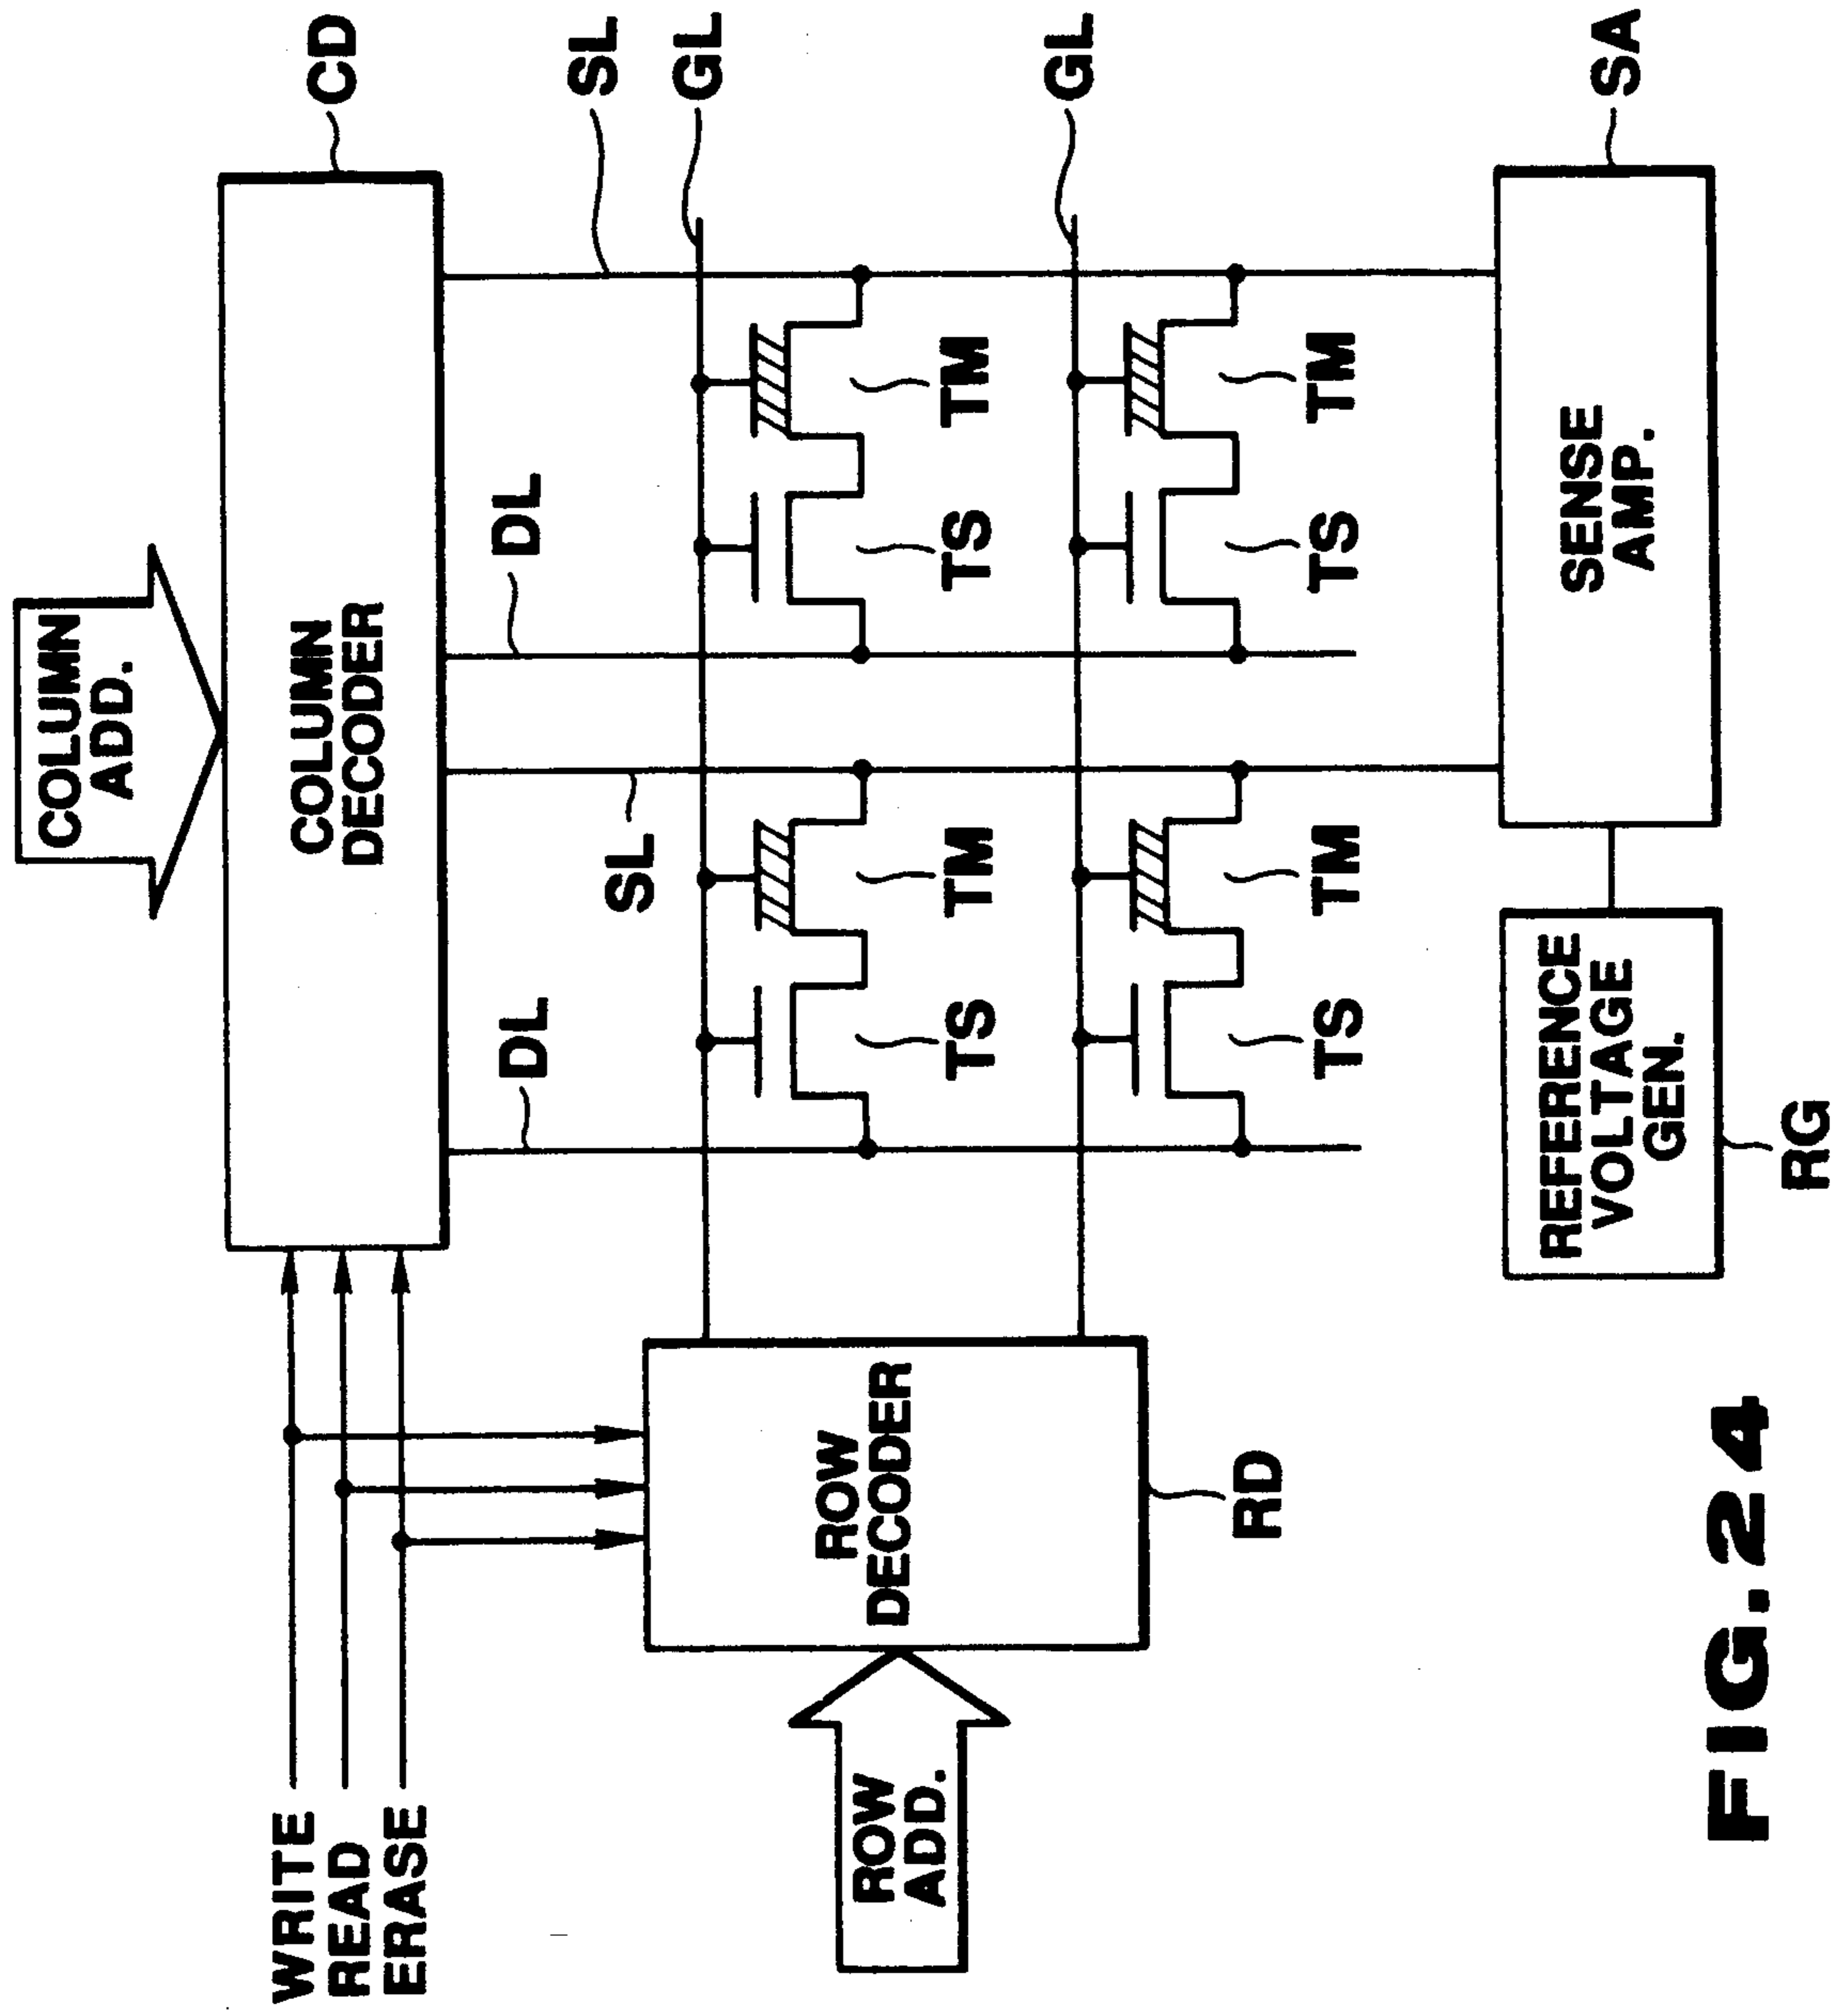 COLUMN
ADD.
WRITE
READ
ERASE
COLUMN
DECODER
CD
DL
SL
DL
SL
GL
ROW
ADD.
ROW
DECODER
RD
TS
TM
TS
TM
GL
TS
TM
TS
TM
REFERENCE
VOLTAGE
GEN.
RG
SENSE
AMP.
SA
FIG. 24